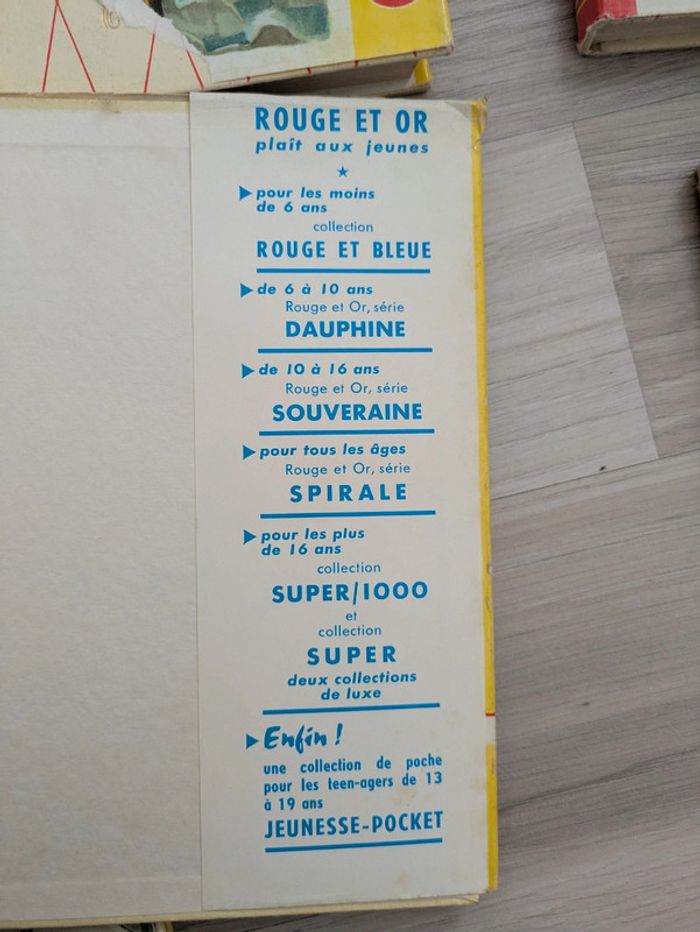 ROUGE ET OR
plaît aux jeunes
★
▶ pour les moins
de 6 ans
collection
ROUGE ET BLEUE
▶ de 6 à 10 ans
Rouge et Or, série
DAUPHINE
▶ de 10 à 16 ans
Rouge et Or, série
SOUVERAINE
▶ pour tous les âges
Rouge et Or, série
SPIRALE
▶ pour les plus
de 16 ans
collection
SUPER/1000
et
collection
SUPER
deux collections
de luxe
▶ Enfin !
une collection de poche
pour les teen-agers de 13
à 19 ans
JEUNESSE-POCKET